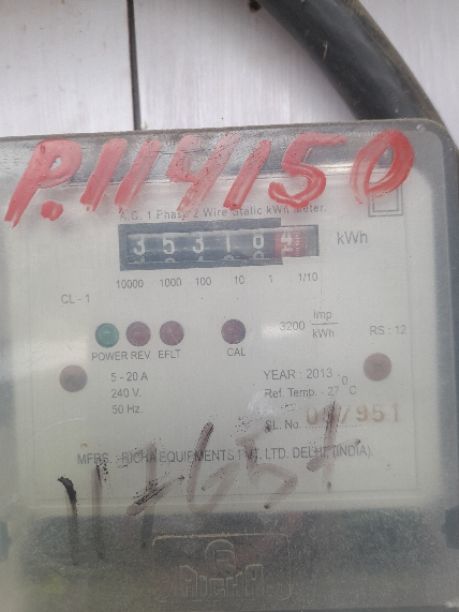 P.114150
A.C. 1 Phase 2 Wire Static kWh Meter.
35318 kWh
10000 1000 100 10 1 1/10
CL - 1
3200 Imp/kWh
RS : 12
POWER REV EFLT CAL
5 - 20 A YEAR : 2013
240 V. Ref. Temp. - 27°C
50 Hz. SL. No.
MFRS. : RICHA EQUIPMENTS PVT. LTD. DELHI, (INDIA).
RICHA